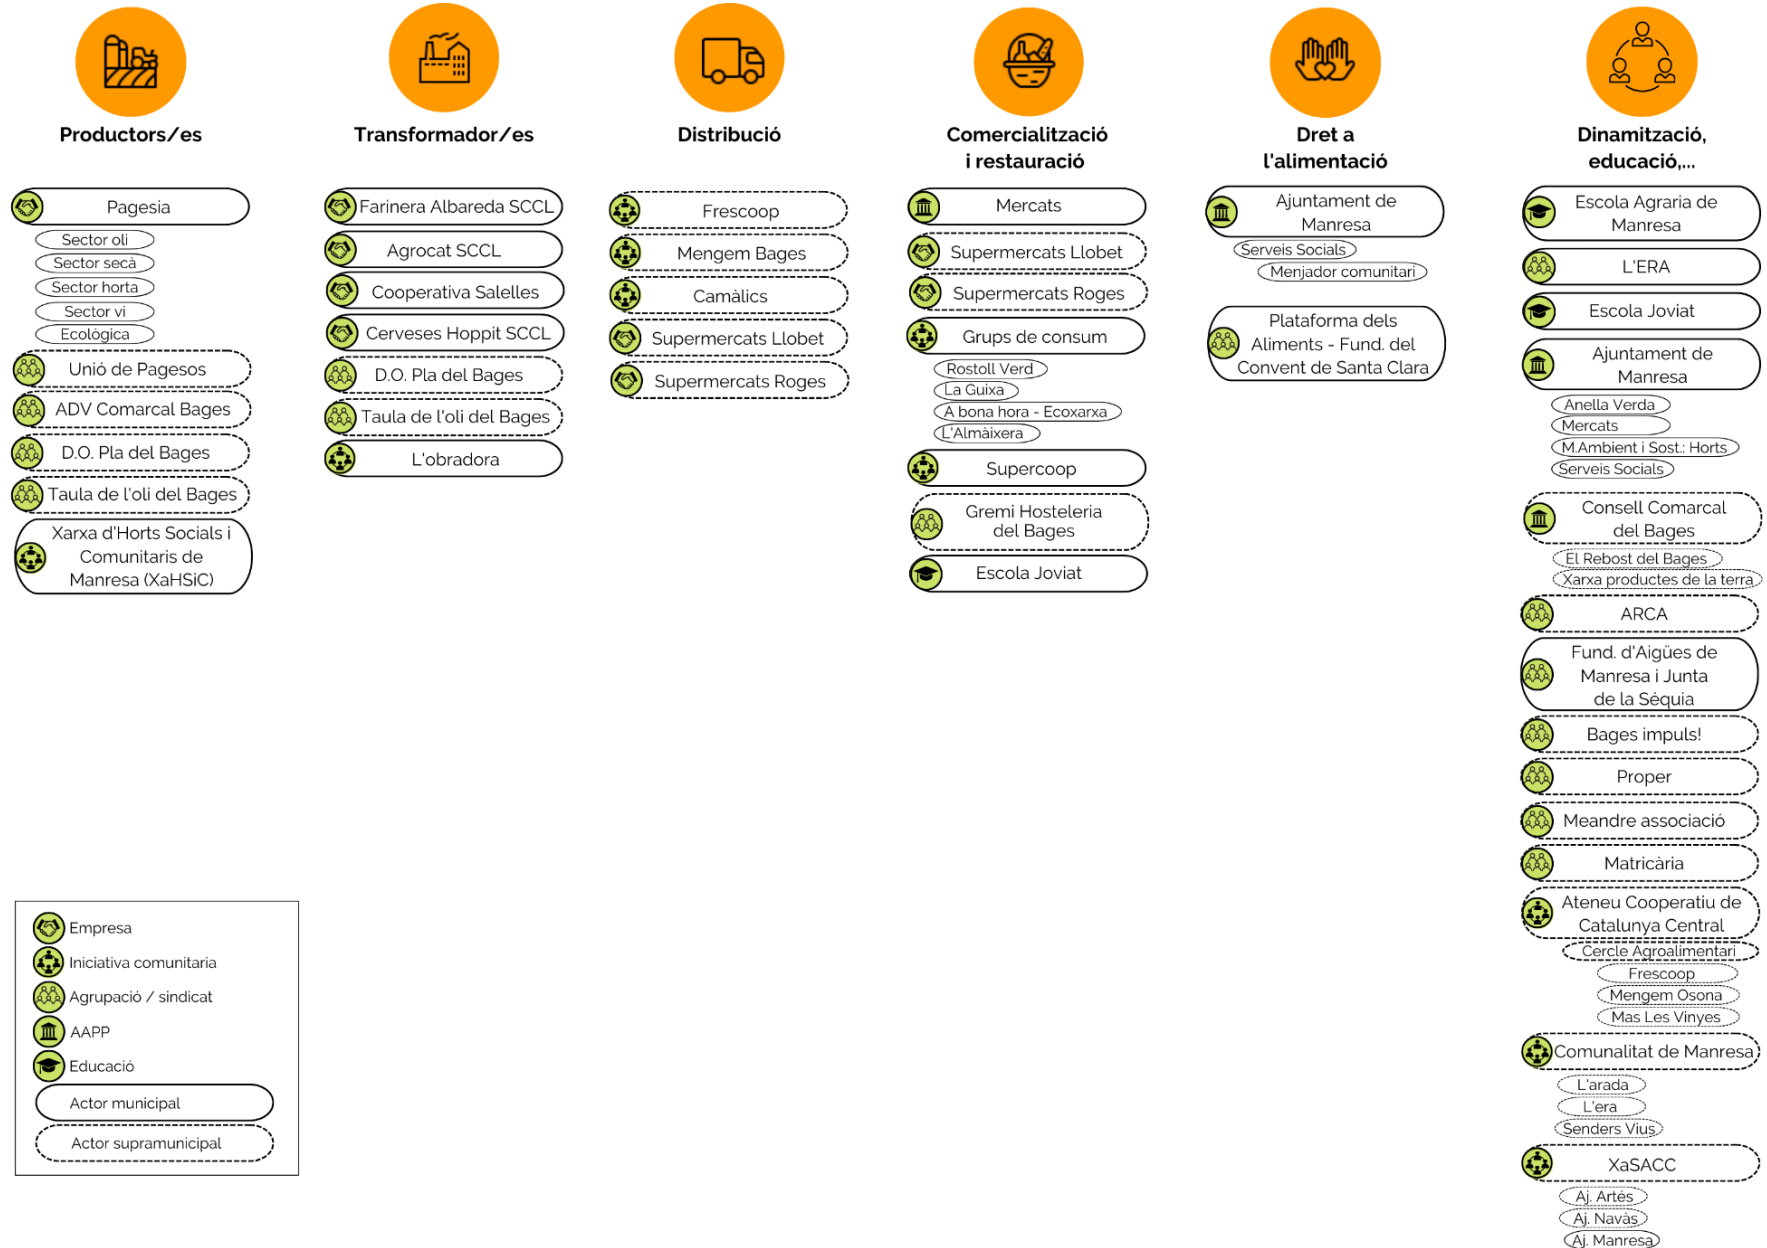 Productors/es
Pagesia
Sector oli
Sector secà
Sector horta
Sector vi
Ecològica
Unió de Pagesos
ADV Comarcal Bages
D.O. Pla del Bages
Taula de l'oli del Bages
Xarxa d'Horts Socials i
Comunitaris de
Manresa (XaHSiC)
Transformador/es
Farinera Albareda SCCL
Agrocat SCCL
Cooperativa Salelles
Cerveses Hoppit SCCL
D.O. Pla del Bages
Taula de l'oli del Bages
L'obradora
Distribució
Frescoop
Mengem Bages
Camàlics
Supermercats Llobet
Supermercats Roges
Comercialització
i restauració
Mercats
Supermercats Llobet
Supermercats Roges
Grups de consum
Rostoll Verd
La Guixa
A bona hora - Ecoxarxa
L'Almàixera
Supercoop
Gremi Hosteleria
del Bages
Escola Joviat
Dret a
l'alimentació
Ajuntament de
Manresa
Serveis Socials
Menjador comunitari
Plataforma dels
Aliments - Fund. del
Convent de Santa Clara
Dinamització,
educació,...
Escola Agraria de
Manresa
L'ERA
Escola Joviat
Ajuntament de
Manresa
Anella Verda
Mercats
M.Ambient i Sost.: Horts
Serveis Socials
Consell Comarcal
del Bages
El Rebost del Bages
Xarxa productes de la terra
ARCA
Fund. d'Aigües de
Manresa i Junta
de la Séquia
Bages impuls!
Proper
Meandre associació
Matricària
Ateneu Cooperatiu de
Catalunya Central
Cercle Agroalimentari
Frescoop
Mengem Osona
Mas Les Vinyes
Comunalitat de Manresa
L'arada
L'era
Senders Vius
XaSACC
Aj. Artés
Aj. Navàs
Aj. Manresa
Empresa
Iniciativa comunitaria
Agrupació / sindicat
AAPP
Educació
Actor municipal
Actor supramunicipal